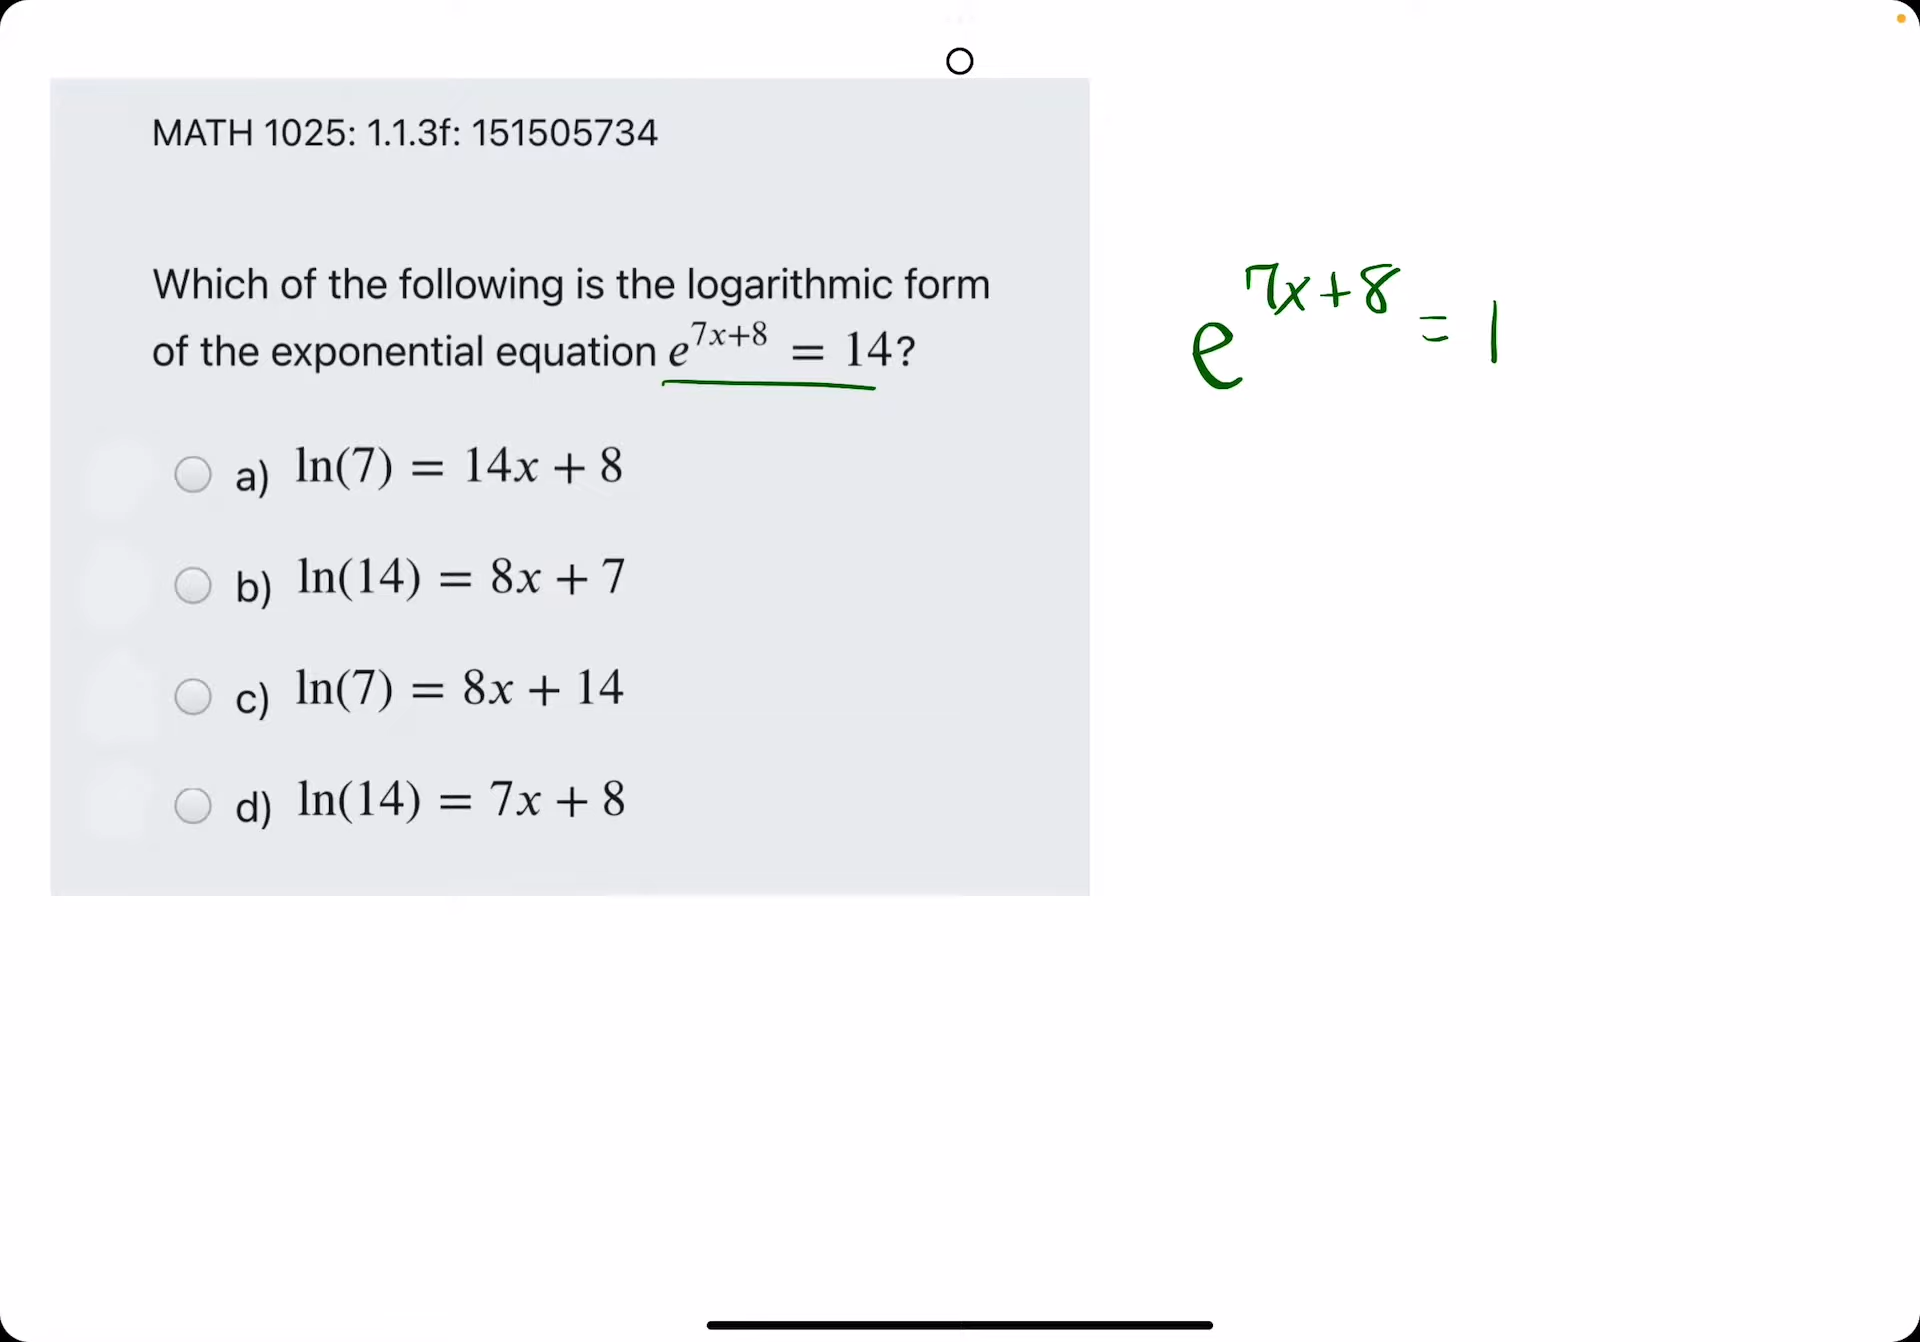 MATH 1025: 1.1.3f: 151505734
Which of the following is the logarithmic form
of the exponential equation e^{7x+8} = 14?
a) ln(7) = 14x + 8
b) ln(14) = 8x + 7
c) ln(7) = 8x + 14
d) ln(14) = 7x + 8
e^{7x+8} = 1